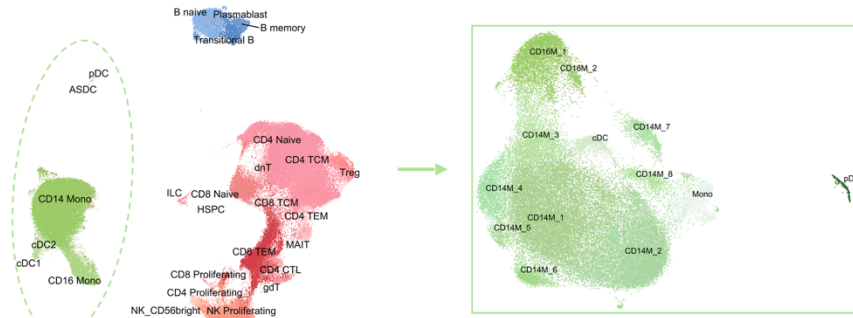 B naive
Plasmablast
B memory
Transitional B
pDC
ASDC
CD4 Naive
CD4 TCM
dnT
Treg
ILC
CD8 Naive
CD14 Mono
HSPC
CD8 TCM
CD4 TEM
cDC2
MAIT
CD8 TEM
cDC1
CD8 Proliferating
CD4 CTL
CD16 Mono
gdT
CD4 Proliferating
NK_CD56bright
NK Proliferating
CD16M_1
CD16M_2
CD14M_7
CD14M_3
cDC
CD14M_8
CD14M_4
pD
Mono
CD14M_1
CD14M_5
CD14M_2
CD14M_6